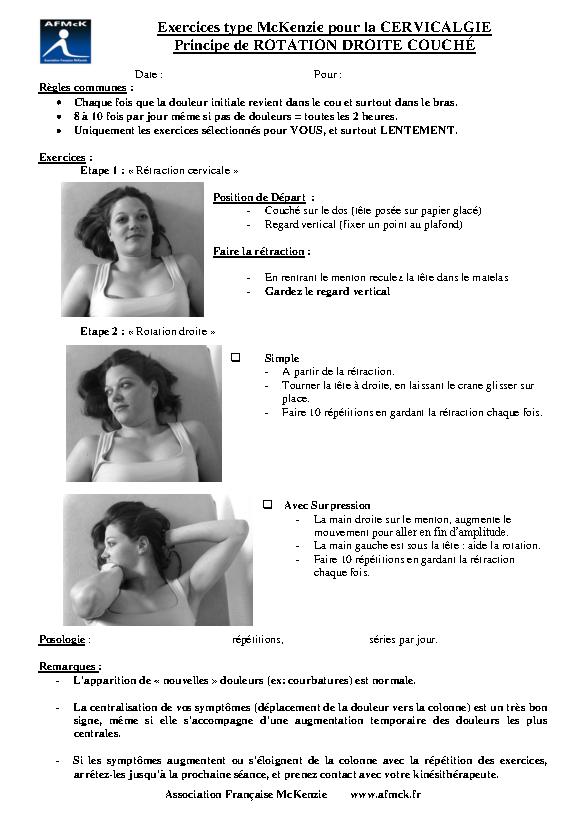 AFMcK
Association Française McKenzie
Exercices type McKenzie pour la CERVICALGIE
Principe de ROTATION DROITE COUCHÉ
Date : Pour :
Règles communes :
• Chaque fois que la douleur initiale revient dans le cou et surtout dans le bras.
• 8 à 10 fois par jour même si pas de douleurs = toutes les 2 heures.
• Uniquement les exercices sélectionnés pour VOUS, et surtout LENTEMENT.
Exercices :
Etape 1 : « Rétraction cervicale »
Position de Départ :
- Couché sur le dos (tête posée sur papier glacé)
- Regard vertical (fixer un point au plafond)
Faire la rétraction :
- En rentrant le menton reculez la tête dans le matelas
- Gardez le regard vertical
Etape 2 : « Rotation droite »
❑ Simple
- A partir de la rétraction.
- Tourner la tête à droite, en laissant le crane glisser sur
place.
- Faire 10 répétitions en gardant la rétraction chaque fois.
❑ Avec Surpression
- La main droite sur le menton, augmente le
mouvement pour aller en fin d'amplitude.
- La main gauche est sous la tête : aide la rotation.
- Faire 10 répétitions en gardant la rétraction
chaque fois.
Posologie : répétitions, séries par jour.
Remarques :
- L'apparition de « nouvelles » douleurs (ex: courbatures) est normale.
- La centralisation de vos symptômes (déplacement de la douleur vers la colonne) est un très bon
signe, même si elle s'accompagne d'une augmentation temporaire des douleurs les plus
centrales.
- Si les symptômes augmentent ou s'éloignent de la colonne avec la répétition des exercices,
arrêtez-les jusqu'à la prochaine séance, et prenez contact avec votre kinésithérapeute.
Association Française McKenzie www.afmck.fr